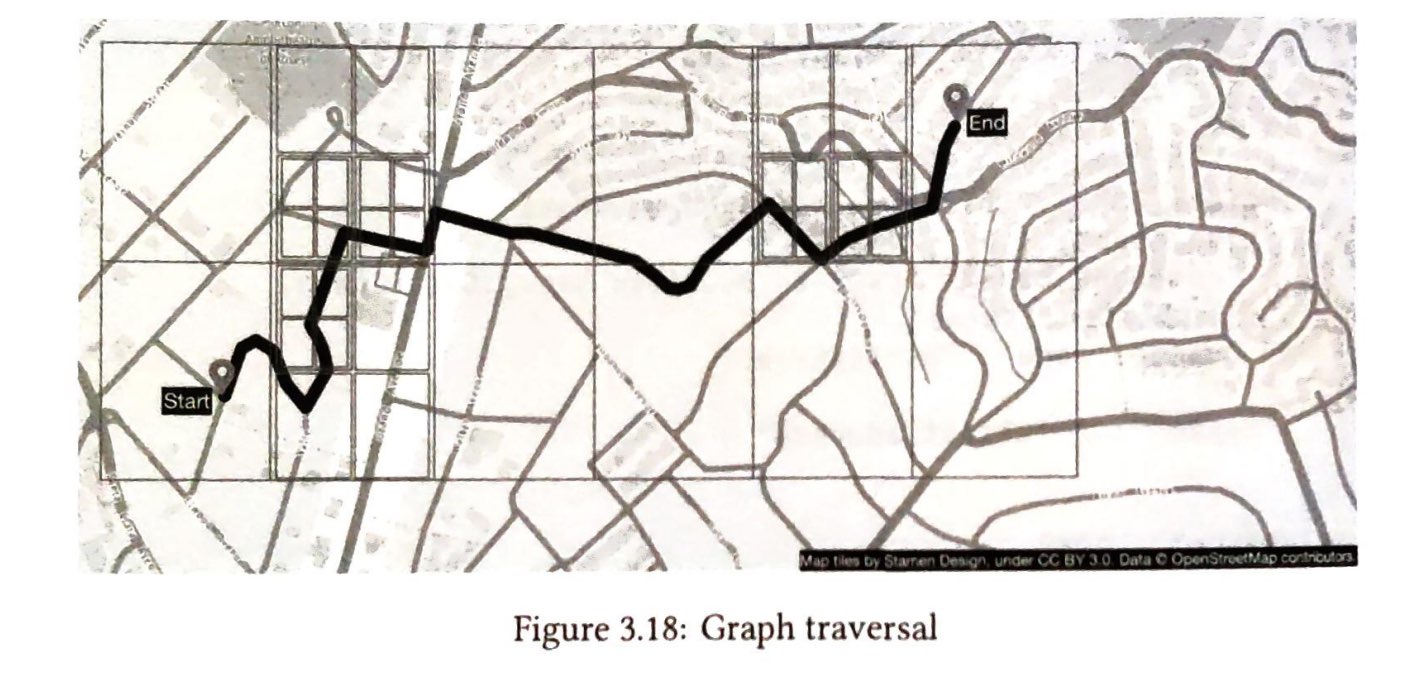 End
Start
Map tiles by Stamen Design, under CC BY 3.0. Data © OpenStreetMap contributors.
Figure 3.18: Graph traversal